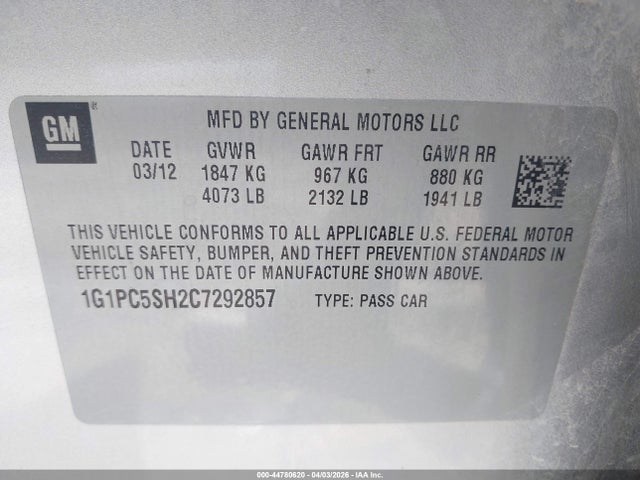 GM
MFD BY GENERAL MOTORS LLC
DATE GVWR GAWR FRT GAWR RR
03/12 1847 KG 967 KG 880 KG
4073 LB 2132 LB 1941 LB
THIS VEHICLE CONFORMS TO ALL APPLICABLE U.S. FEDERAL MOTOR
VEHICLE SAFETY, BUMPER, AND THEFT PREVENTION STANDARDS IN
EFFECT ON THE DATE OF MANUFACTURE SHOWN ABOVE.
1G1PC5SH2C7292857 TYPE: PASS CAR
000-44780620 - 04/03/2026 - IAA Inc.